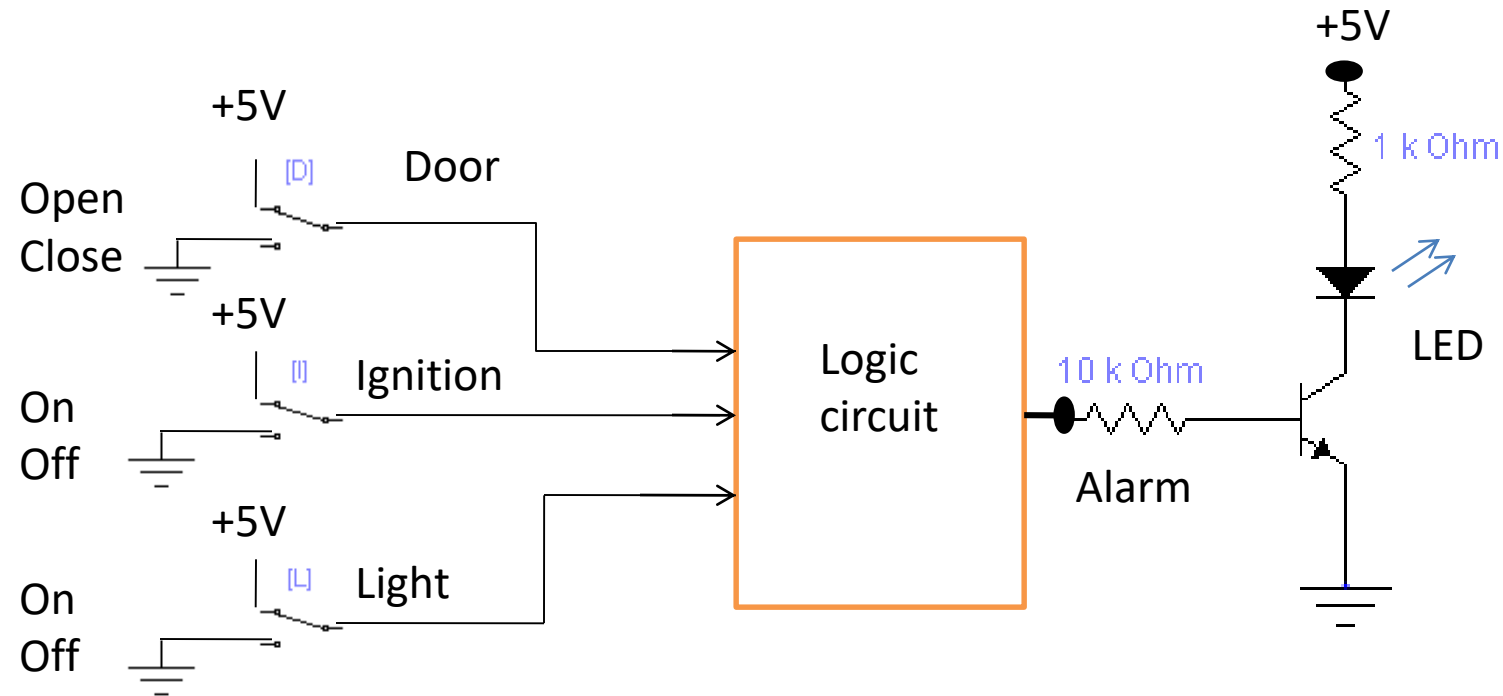 +5V
[D]
Door
Open
Close
+5V
[I]
Ignition
On
Off
+5V
[L]
Light
On
Off
Logic
circuit
10 k Ohm
Alarm
+5V
1 k Ohm
LED